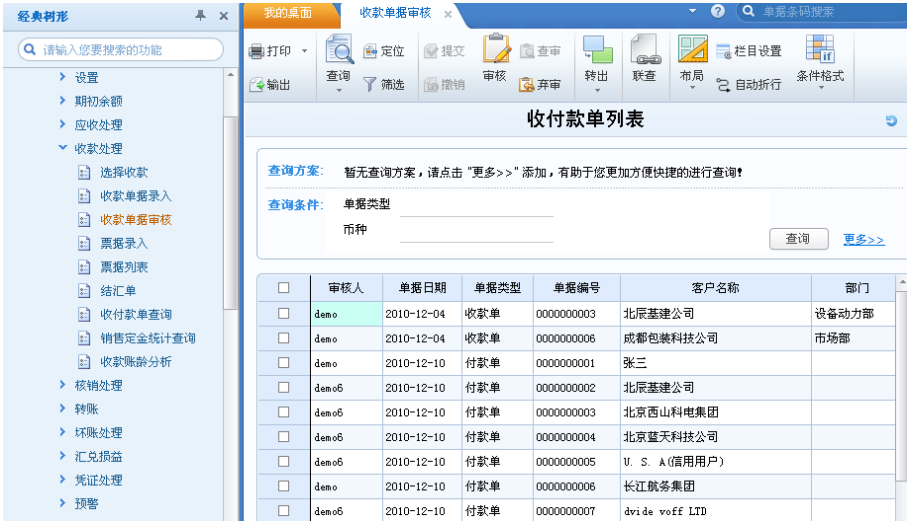 经典树形
我的桌面 收款单据审核 × 单据条码搜索
请输入您要搜索的功能
打印 定位 提交 查审 栏目设置
查询 审核 转出 联查 布局 条件格式
输出 筛选 撤销 弃审 自动折行
设置
期初余额
应收处理
收款处理
选择收款
收款单据录入
收款单据审核
票据录入
票据列表
结汇单
收付款单查询
销售定金统计查询
收款账龄分析
核销处理
转账
坏账处理
汇兑损益
凭证处理
预警
收付款单列表
查询方案: 暂无查询方案，请点击 "更多>>" 添加，有助于您更加方便快捷的进行查询!
查询条件: 单据类型
币种
查询 更多>>
审核人 单据日期 单据类型 单据编号 客户名称 部门
demo 2010-12-04 收款单 0000000003 北辰基建公司 设备动力部
demo 2010-12-04 收款单 0000000006 成都包装科技公司 市场部
demo 2010-12-10 付款单 0000000001 张三
demo6 2010-12-10 付款单 0000000002 北辰基建公司
demo6 2010-12-10 付款单 0000000003 北京西山科电集团
demo6 2010-12-10 付款单 0000000004 北京蓝天科技公司
demo6 2010-12-10 付款单 0000000005 U. S. A(信用用户)
demo 2010-12-10 付款单 0000000006 长江航务集团
demo6 2010-12-10 付款单 0000000007 dvide voff LTD